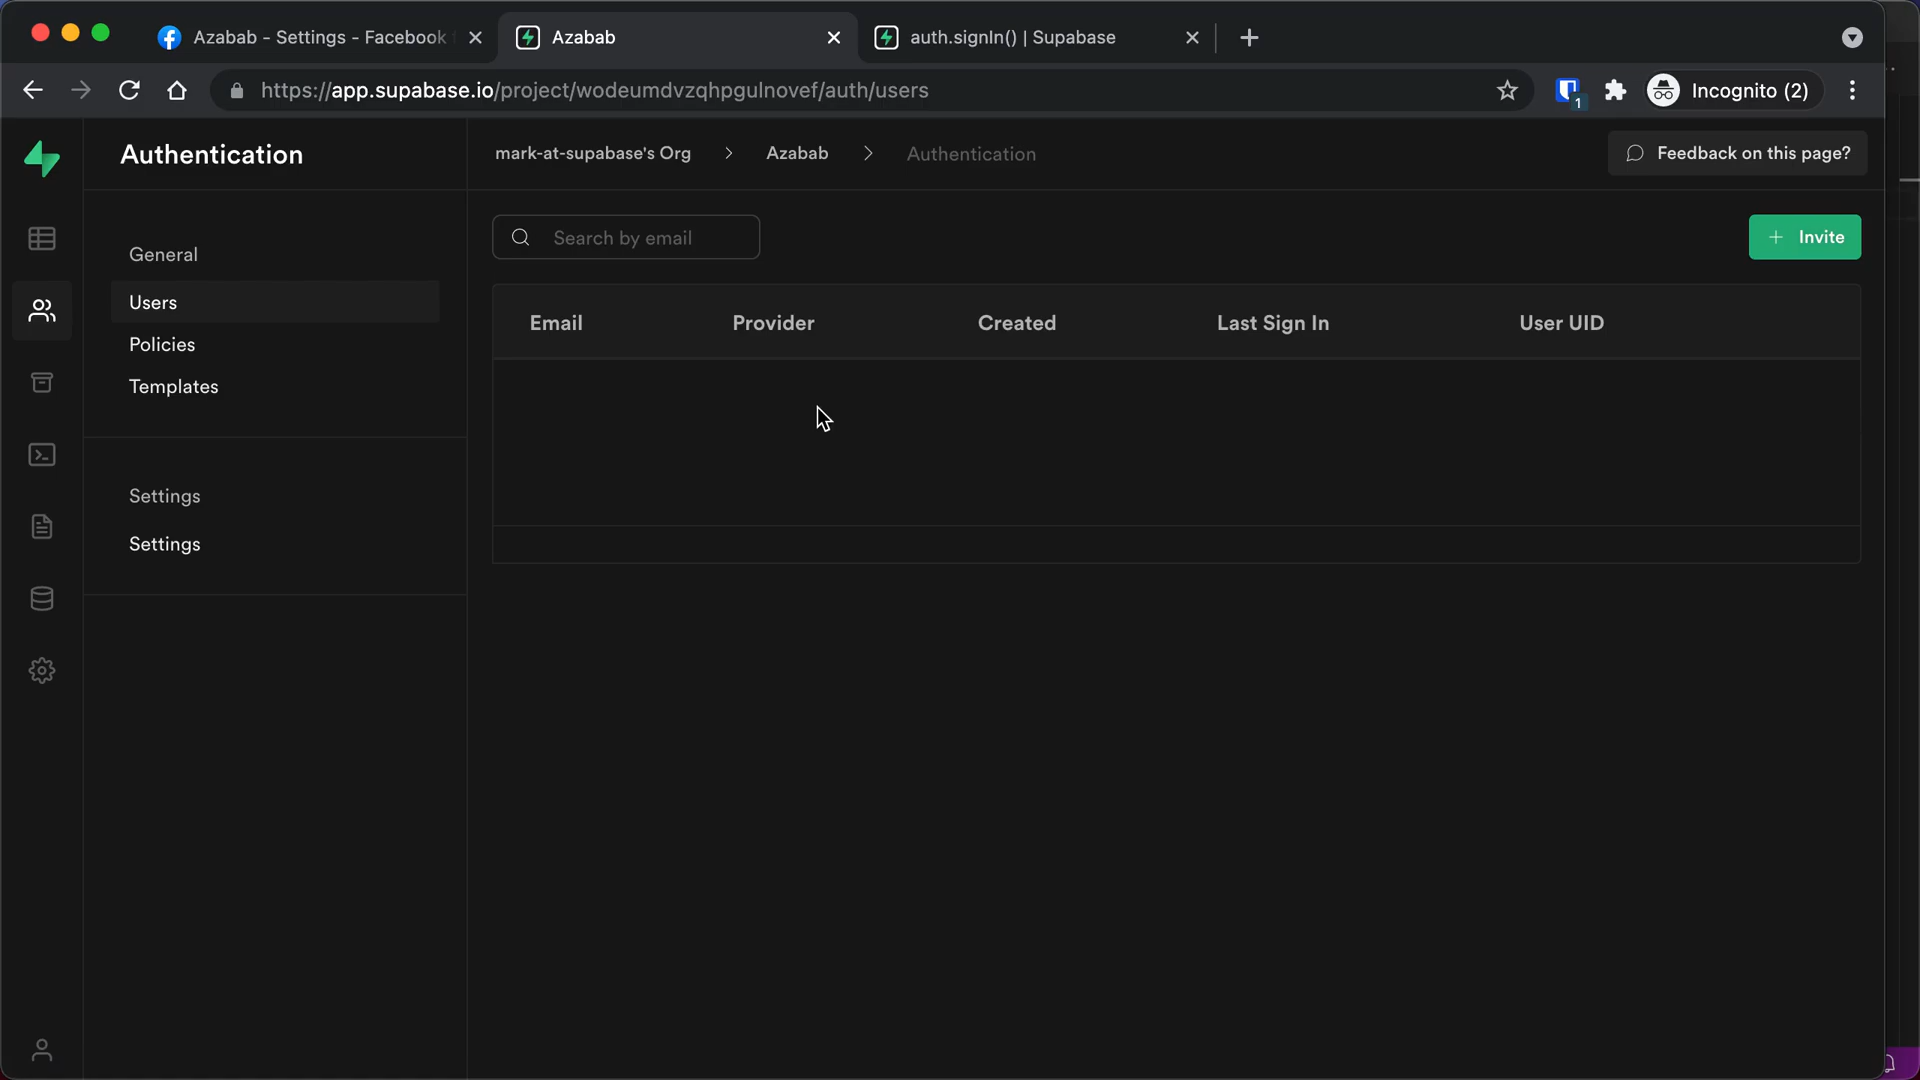 Azabab - Settings - Facebook
Azabab
auth.signIn() | Supabase
https://app.supabase.io/project/wodeumdvzqhpgulnovef/auth/users
1
Incognito (2)
Authentication
mark-at-supabase's Org > Azabab > Authentication
Feedback on this page?
Search by email
+ Invite
General
Users
Policies
Templates
Settings
Settings
Email Provider Created Last Sign In User UID